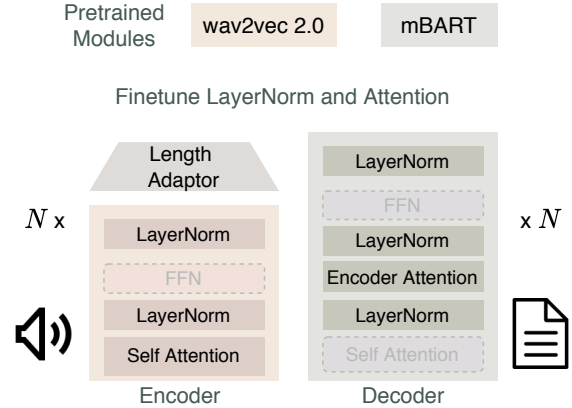 Pretrained
Modules
wav2vec 2.0
mBART
Finetune LayerNorm and Attention
Length
Adaptor
N x
LayerNorm
FFN
LayerNorm
Self Attention
Encoder
LayerNorm
FFN
x N
LayerNorm
Encoder Attention
LayerNorm
Self Attention
Decoder